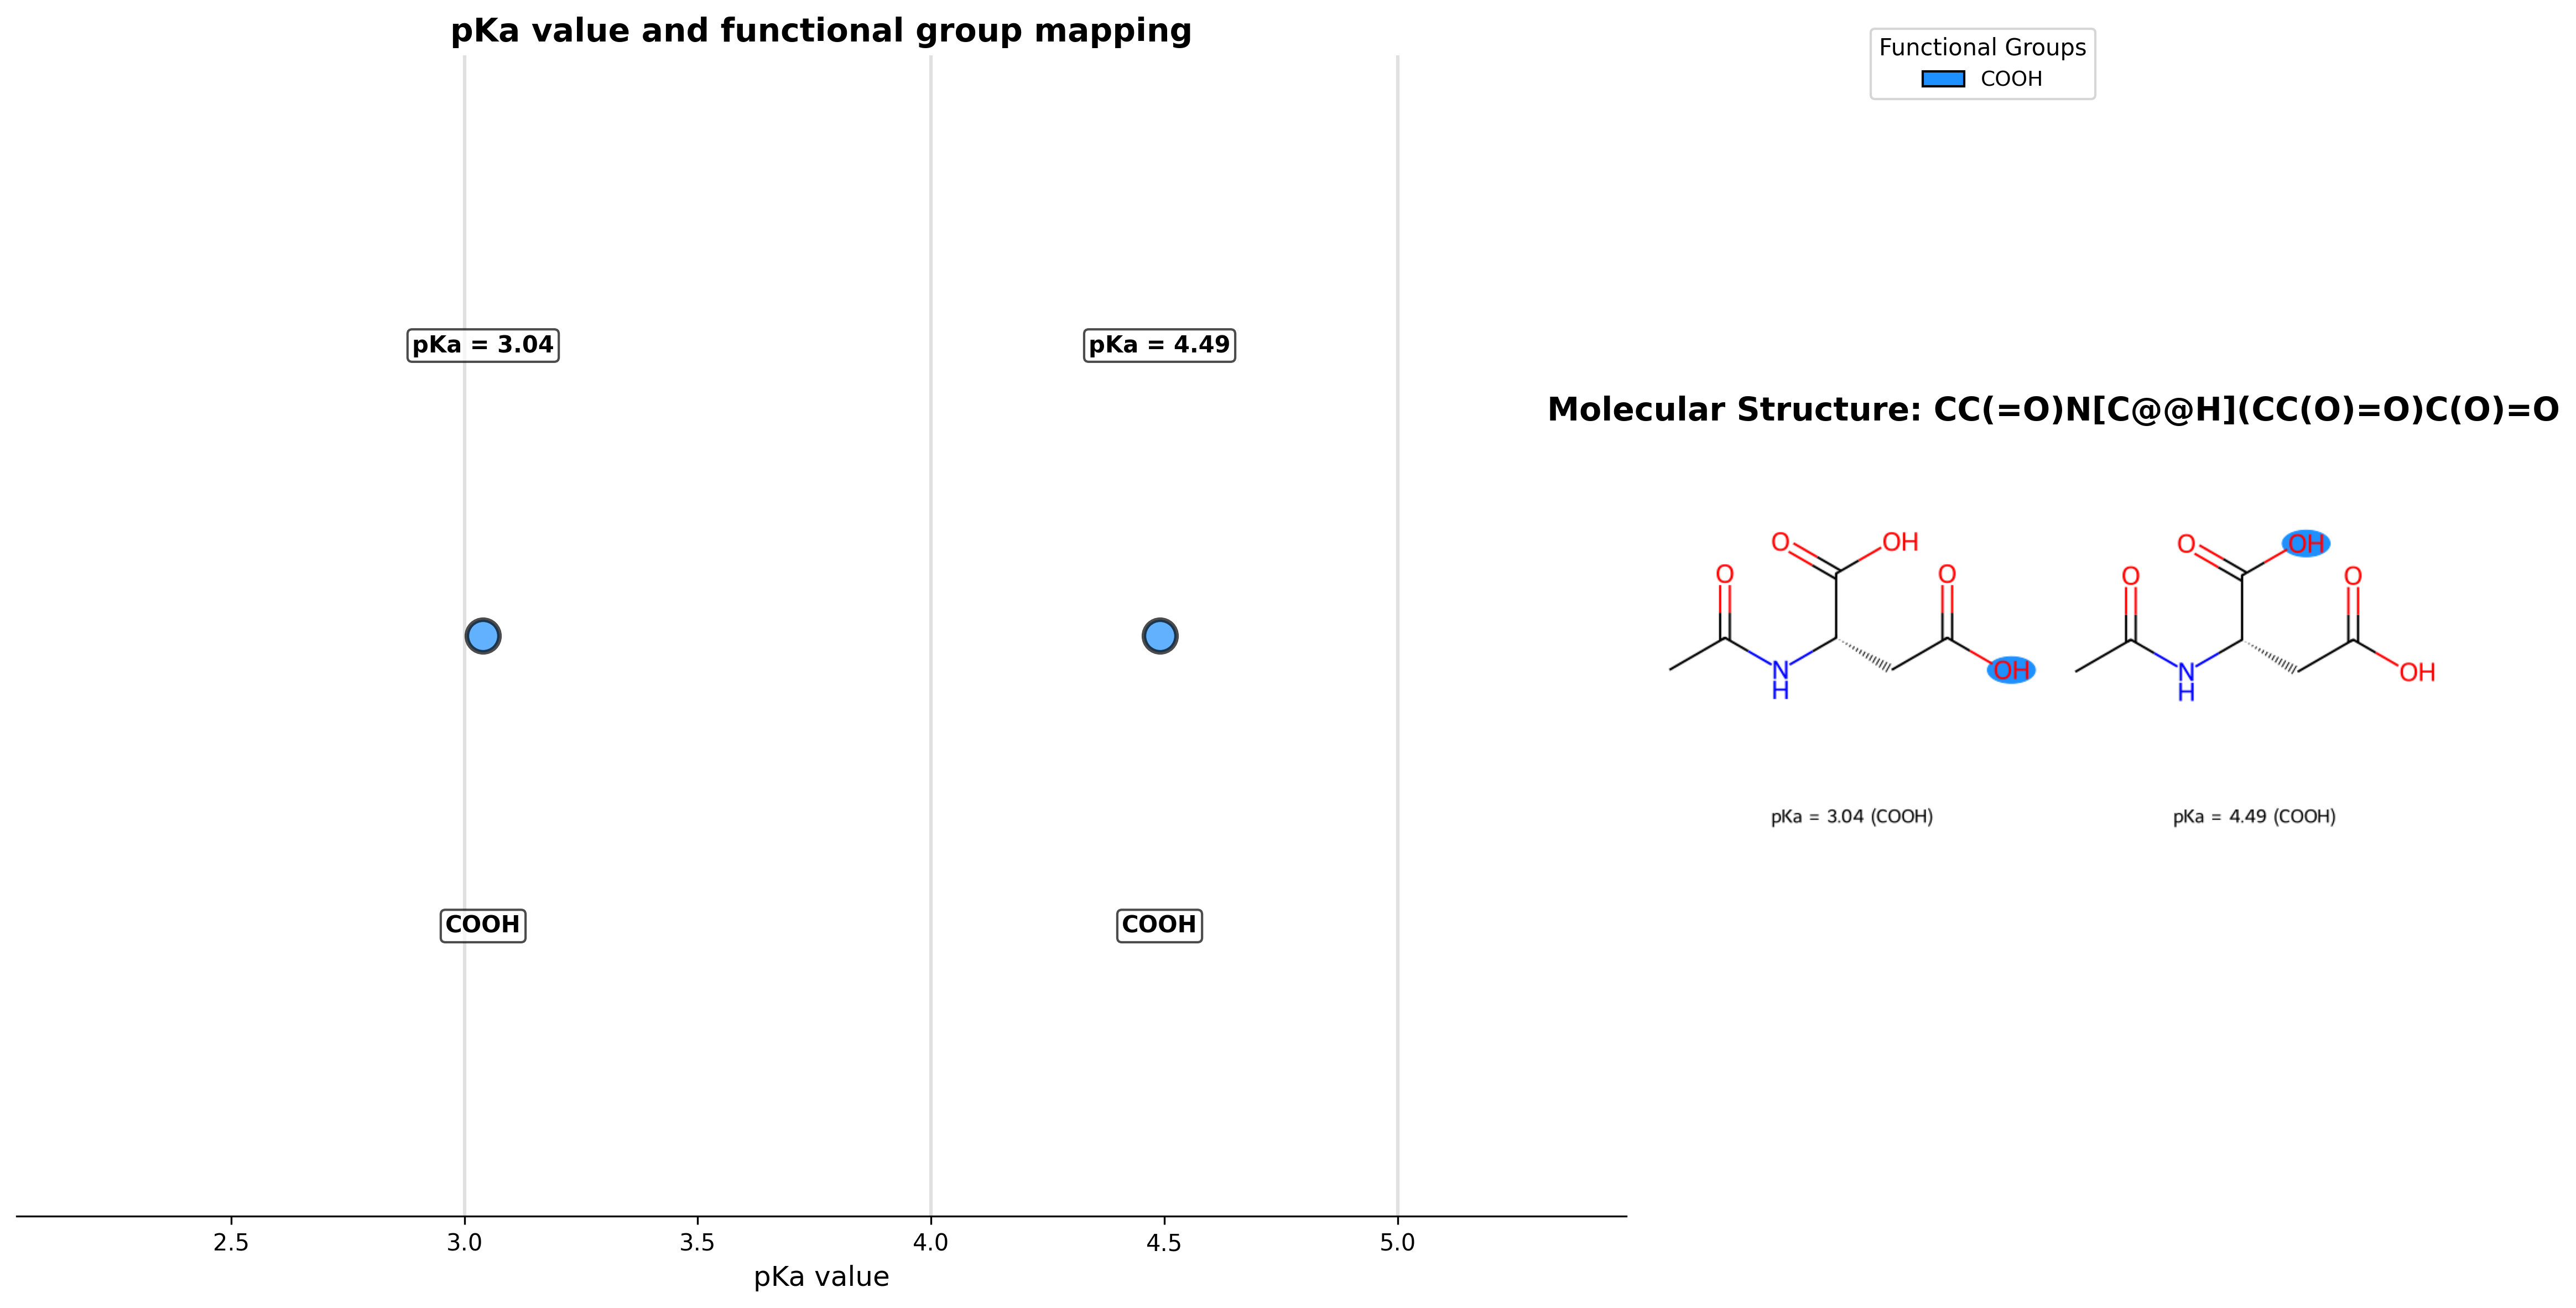 pKa value and functional group mapping
Functional Groups
COOH
pKa = 3.04
pKa = 4.49
COOH
COOH
2.5
3.0
3.5
4.0
4.5
5.0
pKa value
Molecular Structure: CC(=O)N[C@@H](CC(O)=O)C(O)=O
O
OH
O
O
N
H
OH
O
OH
O
O
N
H
OH
pKa = 3.04 (COOH)
pKa = 4.49 (COOH)